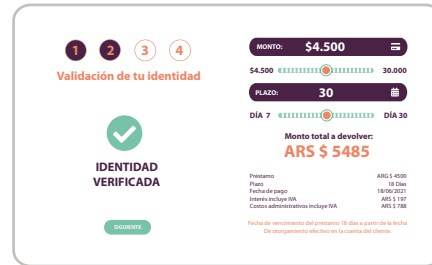 1 2 3 4
Validación de tu identidad
IDENTIDAD
VERIFICADA
SIGUIENTE
MONTO: $4.500
$4.500 30.000
PLAZO: 30
DÍA 7 DÍA 30
Monto total a devolver:
ARS $ 5485
Préstamo ARG $ 4500
Plazo 18 Días
Fecha de pago 18/06/2021
Interés incluye IVA ARS $ 197
Costos administrativos incluye IVA ARS $ 788
Fecha de vencimiento del préstamo 18 días a partir de la fecha
De otorgamiento efectivo en la cuenta del cliente.